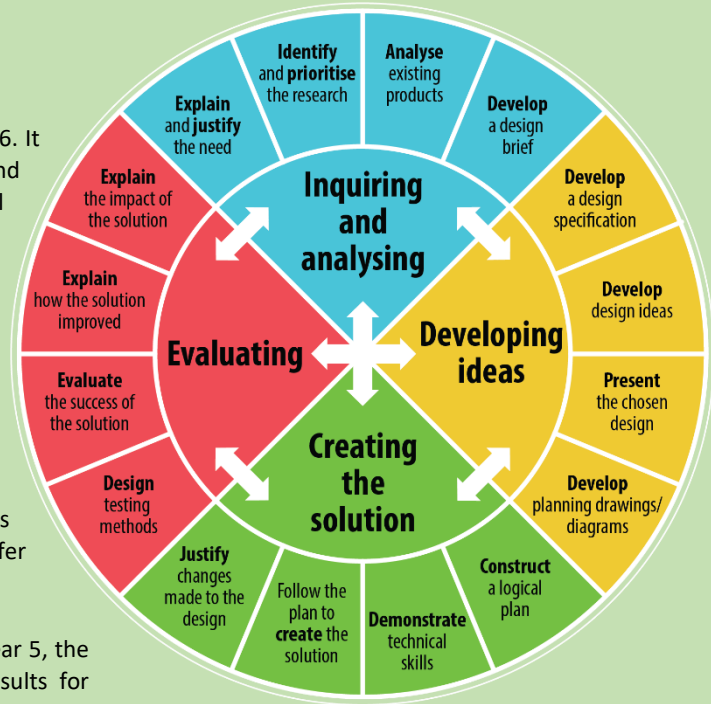 6. It
nd
l
s
fer
ar 5, the
sults for
Identify
and prioritise
the research
Analyse
existing
products
Explain
and justify
the need
Develop
a design
brief
Inquiring
and
analysing
Develop
a design
specification
Develop
design ideas
Present
the chosen
design
Develop
planning drawings/
diagrams
Developing
ideas
Construct
a logical
plan
Demonstrate
technical
skills
Follow the
plan to
create the
solution
Justify
changes
made to the
design
Creating
the
solution
Design
testing
methods
Evaluate
the success of
the solution
Explain
how the solution
improved
Explain
the impact of
the solution
Evaluating